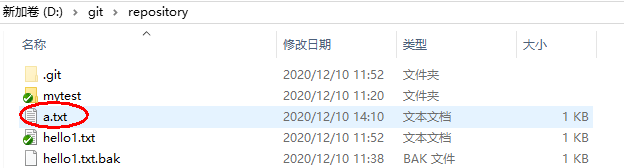 新加卷 (D:) › git › repository
名称 修改日期 类型 大小
.git 2020/12/10 11:52 文件夹
mytest 2020/12/10 11:20 文件夹
a.txt 2020/12/10 14:10 文本文档 1 KB
hello1.txt 2020/12/10 11:52 文本文档 1 KB
hello1.txt.bak 2020/12/10 11:38 BAK 文件 1 KB